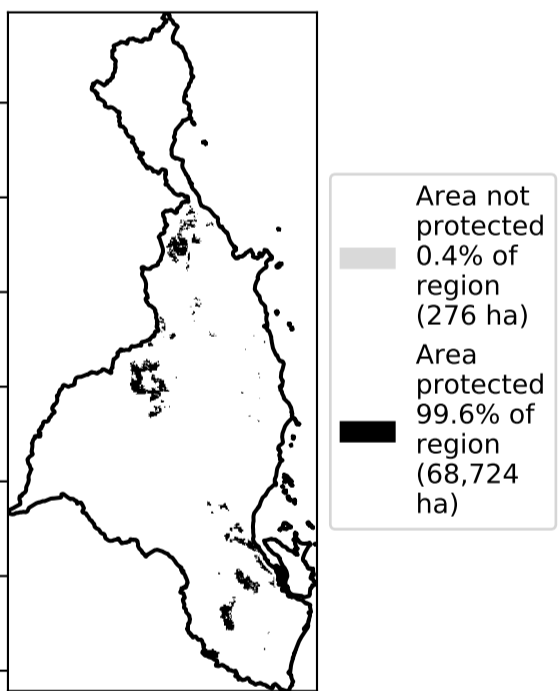 Area not
protected
0.4% of
region
(276 ha)
Area
protected
99.6% of
region
(68,724
ha)